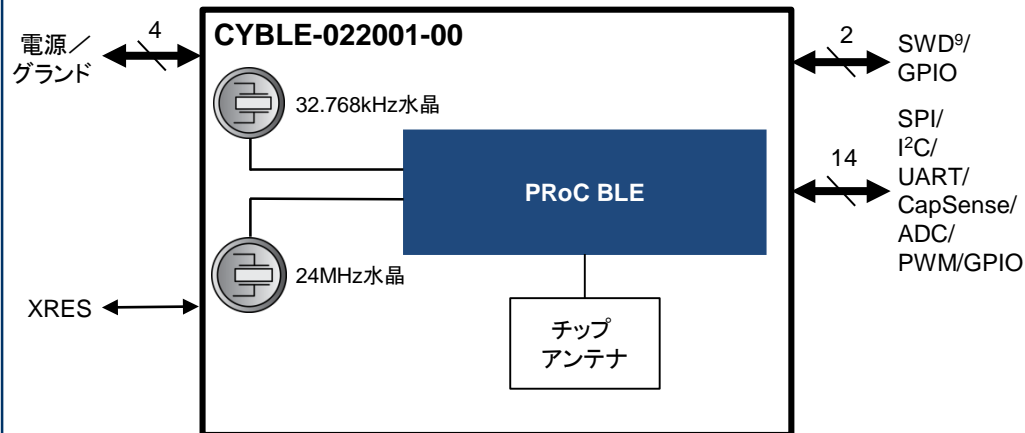 CYBLE-022001-00
電源／
グランド
4
32.768kHz水晶
PRoC BLE
24MHz水晶
XRES
チップ
アンテナ
2
SWD⁹/
GPIO
14
SPI/
I²C/
UART/
CapSense/
ADC/
PWM/GPIO